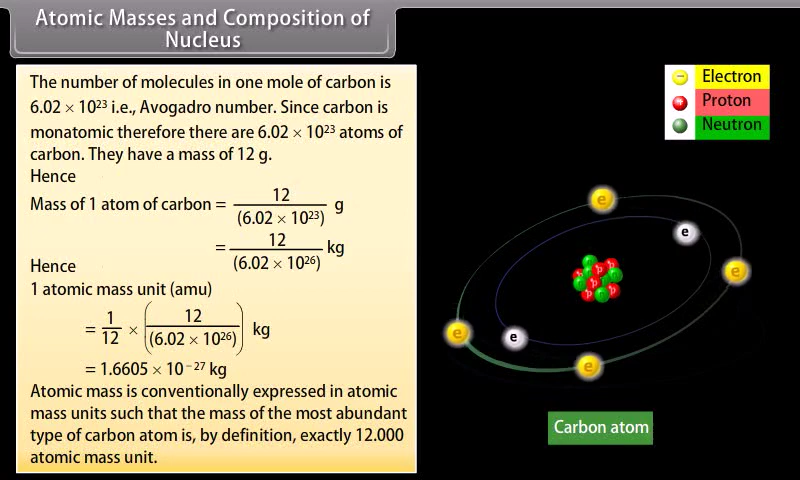 Atomic Masses and Composition of
Nucleus
The number of molecules in one mole of carbon is
6.02 × 10²³ i.e., Avogadro number. Since carbon is
monatomic therefore there are 6.02 × 10²³ atoms of
carbon. They have a mass of 12 g.
Hence
Mass of 1 atom of carbon = 12 / (6.02 × 10²³) g
= 12 / (6.02 × 10²⁶) kg
Hence
1 atomic mass unit (amu)
= 1/12 × (12 / (6.02 × 10²⁶)) kg
= 1.6605 × 10⁻²⁷ kg
Atomic mass is conventionally expressed in atomic
mass units such that the mass of the most abundant
type of carbon atom is, by definition, exactly 12.000
atomic mass unit.
− Electron
+ Proton
Neutron
e
e
e
e
e
e
Carbon atom